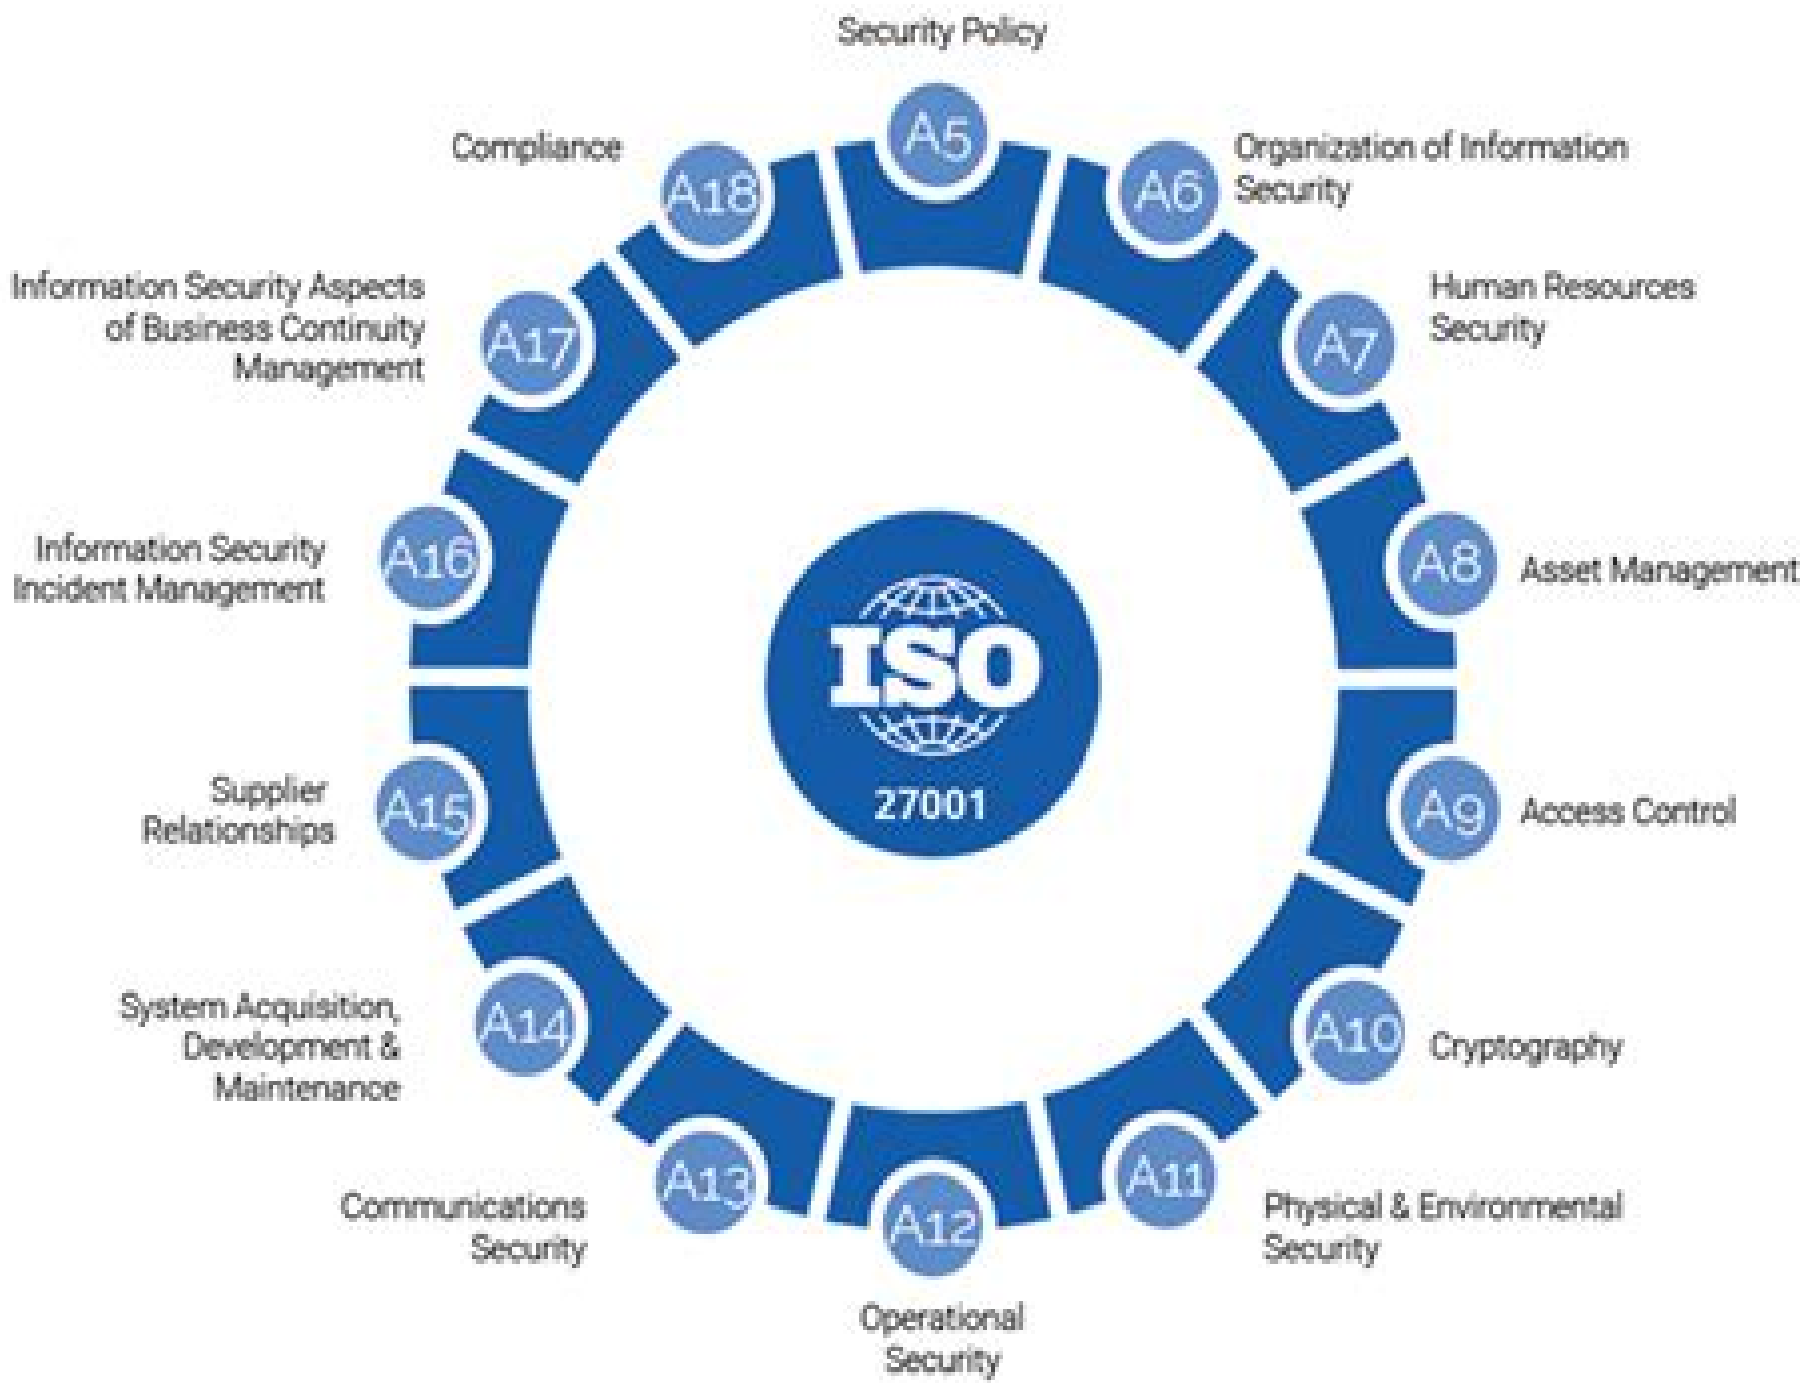 Security Policy
A5
A6
Organization of Information
Security
A7
Human Resources
Security
A8
Asset Management
A9
Access Control
A10
Cryptography
A11
Physical & Environmental
Security
A12
Operational
Security
A13
Communications
Security
A14
System Acquisition,
Development &
Maintenance
A15
Supplier
Relationships
A16
Information Security
Incident Management
A17
Information Security Aspects
of Business Continuity
Management
A18
Compliance
ISO
27001